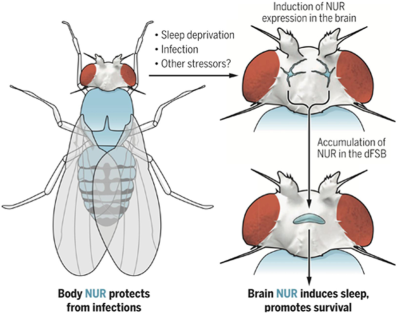 Induction of NUR
expression in the brain
• Sleep deprivation
• Infection
• Other stressors?
Accumulation
of NUR in the dFSB
Body NUR protects
from infections
Brain NUR induces sleep,
promotes survival